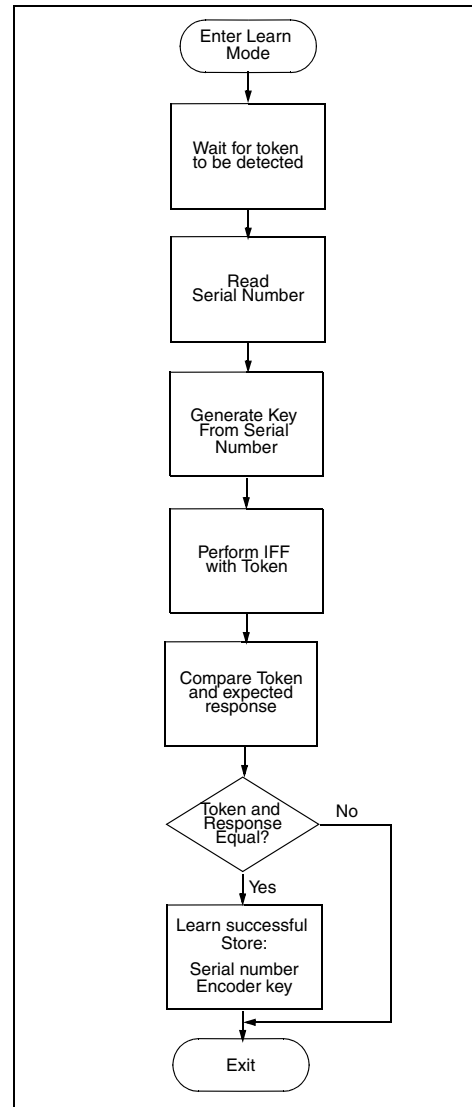 Enter Learn
Mode
Wait for token
to be detected
Read
Serial Number
Generate Key
From Serial
Number
Perform IFF
with Token
Compare Token
and expected
response
Token and
Response
Equal?
No
Yes
Learn successful
Store:
Serial number
Encoder key
Exit